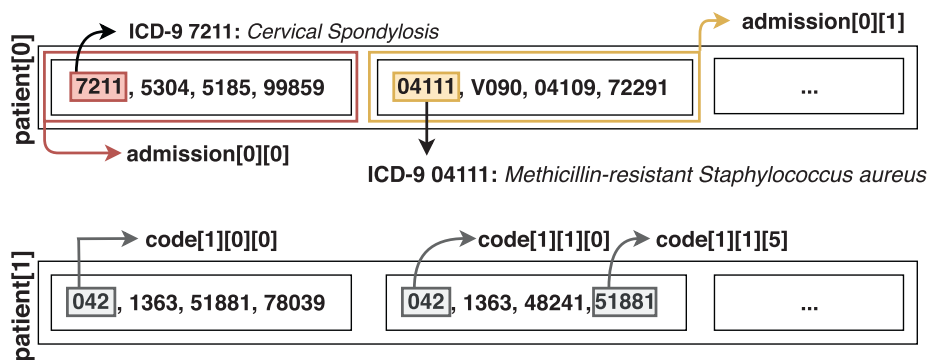 ICD-9 7211: Cervical Spondylosis
admission[0][1]
patient[0]
7211, 5304, 5185, 99859
04111, V090, 04109, 72291
...
admission[0][0]
ICD-9 04111: Methicillin-resistant Staphylococcus aureus
code[1][0][0]
code[1][1][0]
code[1][1][5]
patient[1]
042, 1363, 51881, 78039
042, 1363, 48241, 51881
...